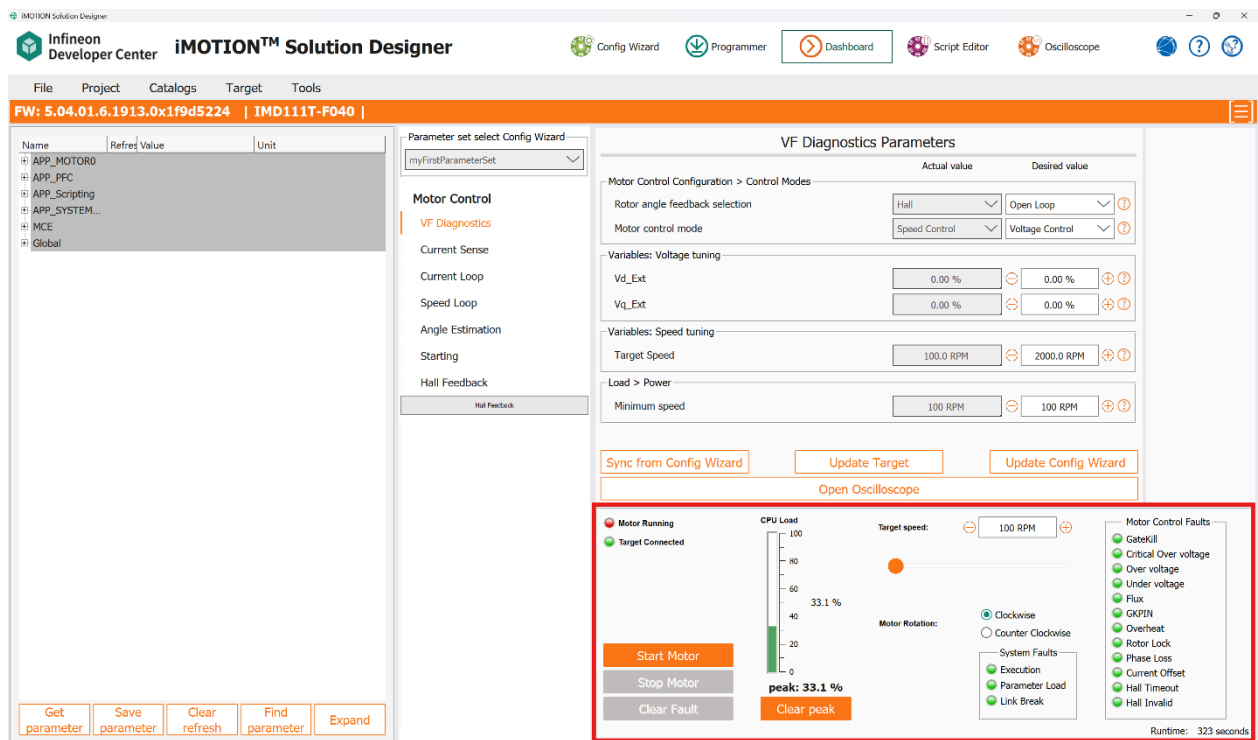 iMOTION Solution Designer
Infineon
Developer Center
iMOTION™ Solution Designer
Config Wizard
Programmer
Dashboard
Script Editor
Oscilloscope
File Project Catalogs Target Tools
FW: 5.04.01.6.1913.0x1f9d5224 | IMD111T-F040 |
Name Refres Value Unit
APP_MOTOR0
APP_PFC
APP_Scripting
APP_SYSTEM...
MCE
Global
Get parameter
Save parameter
Clear refresh
Find parameter
Expand
Parameter set select Config Wizard
myFirstParameterSet
Motor Control
VF Diagnostics
Current Sense
Current Loop
Speed Loop
Angle Estimation
Starting
Hall Feedback
Hall Feedback
VF Diagnostics Parameters
Actual value Desired value
Motor Control Configuration > Control Modes
Rotor angle feedback selection Hall Open Loop
Motor control mode Speed Control Voltage Control
Variables: Voltage tuning
Vd_Ext 0.00 % 0.00 %
Vq_Ext 0.00 % 0.00 %
Variables: Speed tuning
Target Speed 100.0 RPM 2000.0 RPM
Load > Power
Minimum speed 100 RPM 100 RPM
Sync from Config Wizard
Update Target
Update Config Wizard
Open Oscilloscope
Motor Running
Target Connected
Start Motor
Stop Motor
Clear Fault
CPU Load
100
80
60
40
20
0
33.1 %
peak: 33.1 %
Clear peak
Target speed: 100 RPM
Motor Rotation:
Clockwise
Counter Clockwise
System Faults
Execution
Parameter Load
Link Break
Motor Control Faults
GateKill
Critical Over voltage
Over voltage
Under voltage
Flux
GKPIN
Overheat
Rotor Lock
Phase Loss
Current Offset
Hall Timeout
Hall Invalid
Runtime: 323 seconds